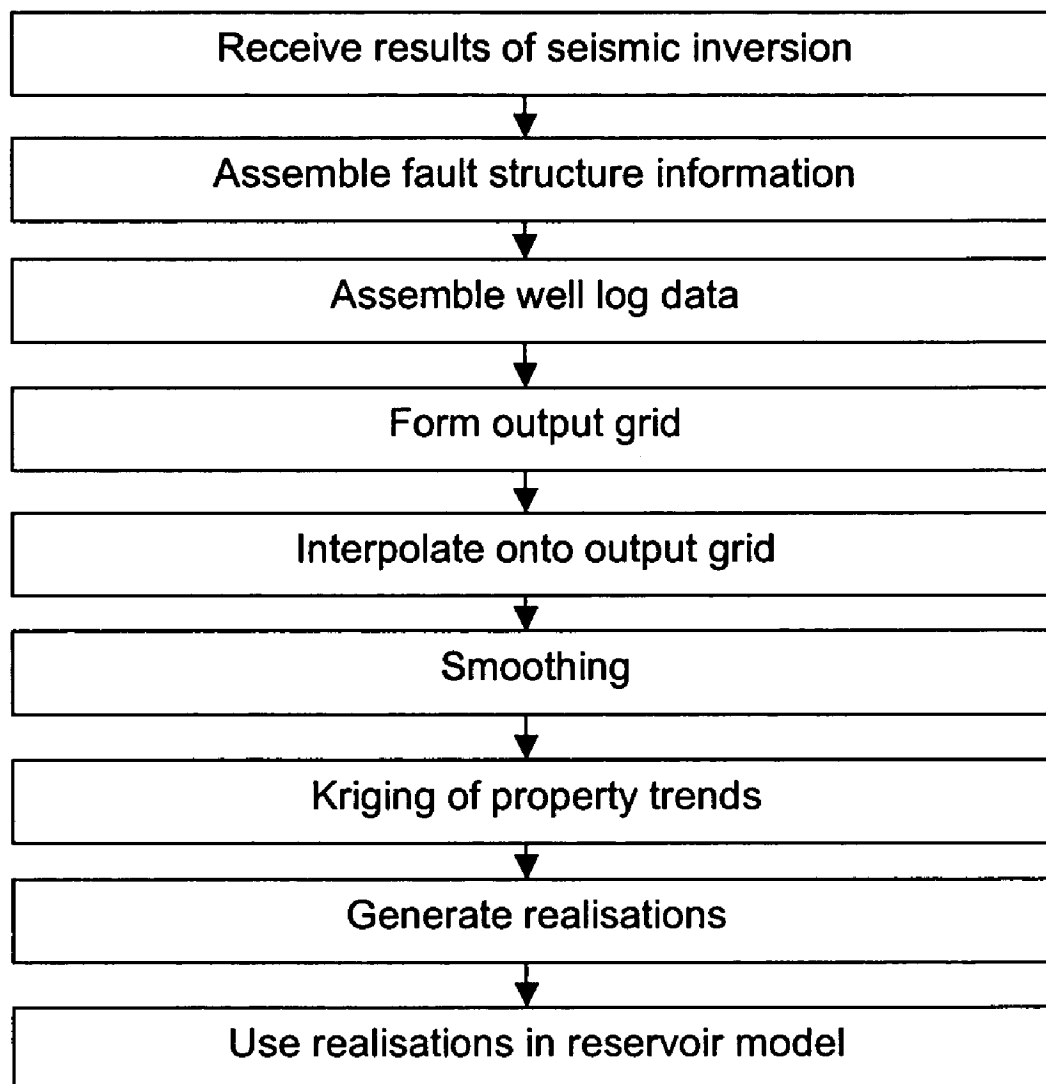 Receive results of seismic inversion
Assemble fault structure information
Assemble well log data
Form output grid
Interpolate onto output grid
Smoothing
Kriging of property trends
Generate realisations
Use realisations in reservoir model